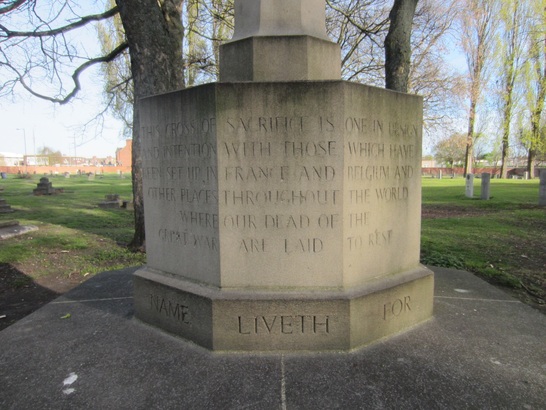 THIS CROSS OF SACRIFICE IS ONE IN DESIGN
AND INTENTION WITH THOSE WHICH HAVE
BEEN SET UP IN FRANCE AND BELGIUM AND
OTHER PLACES THROUGHOUT THE WORLD
WHERE OUR DEAD OF THE
GREAT WAR ARE LAID TO REST
NAME LIVETH FOR